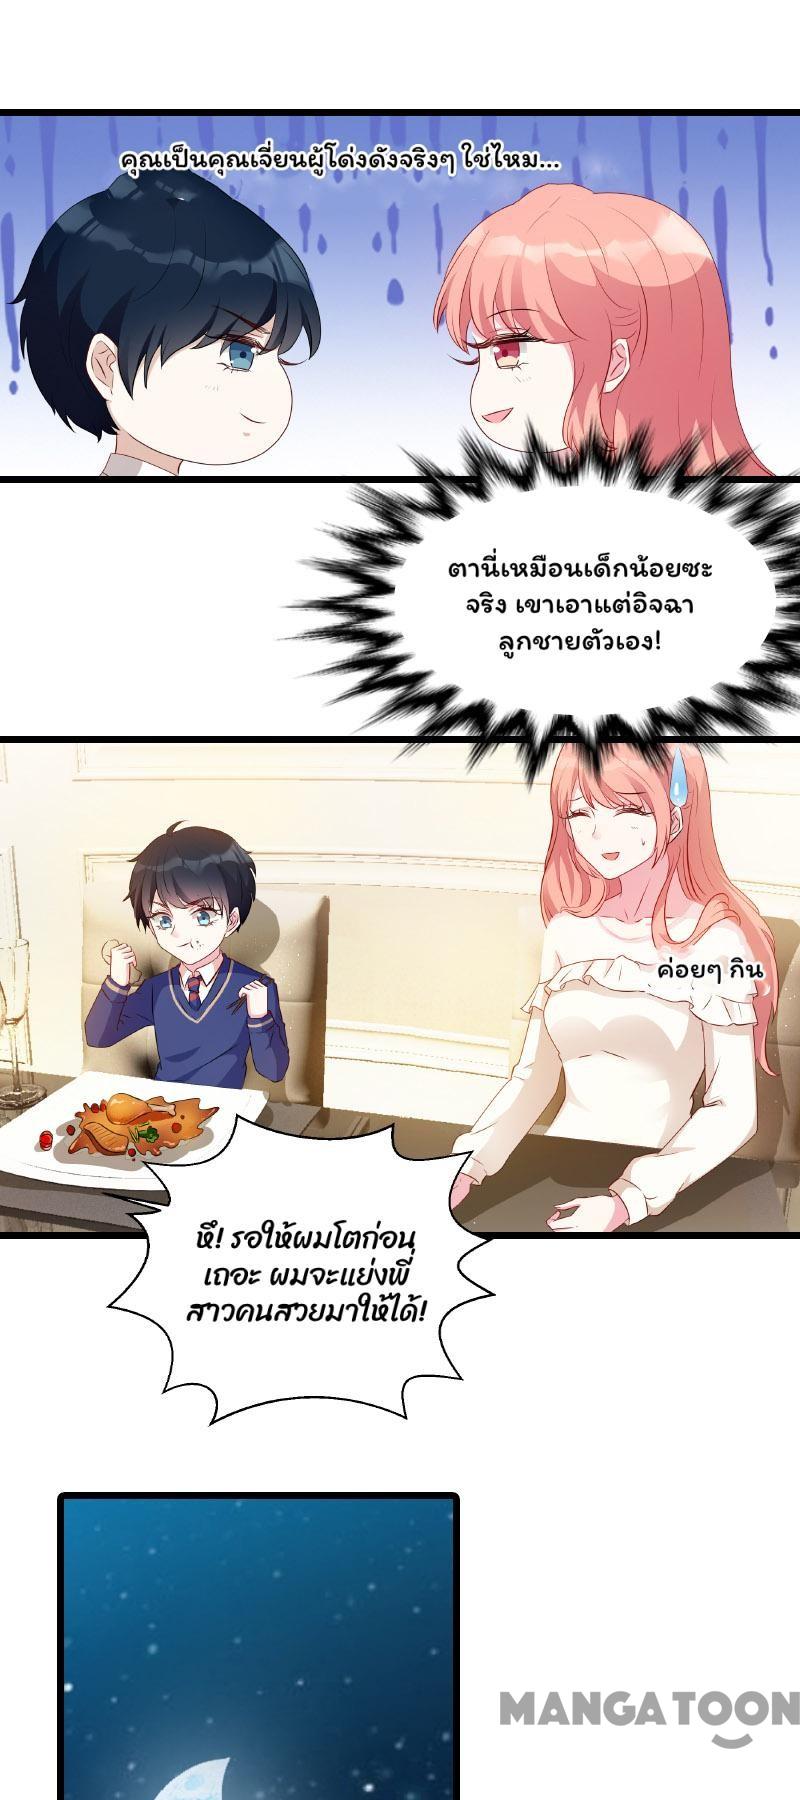 คุณเป็นคุณเจี่ยนผู้โด่งดังจริงๆ ใช่ไหม...
ตานี่เหมือนเด็กน้อยซะ
จริง เขาเอาแต่อิจฉา
ลูกชายตัวเอง!
ค่อยๆ กิน
หึ! รอให้ผมโตก่อน
เถอะ ผมจะแย่งพี่
สาวคนสวยมาให้ได้!
MANGATOON